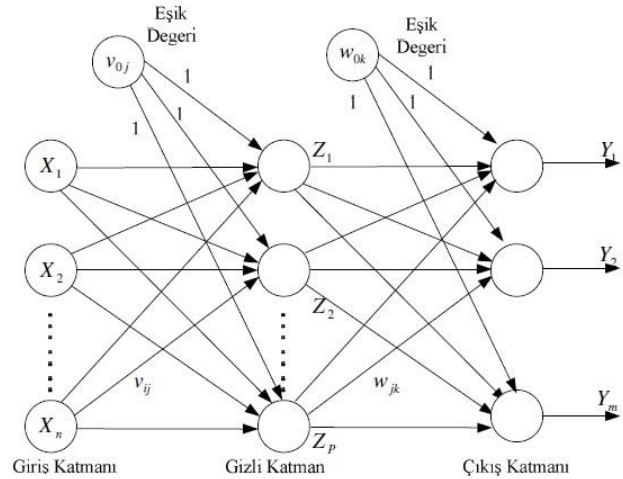 Eşik
Degeri
v0j
1
1
1
Eşik
Degeri
w0k
1
1
1
X1
Z1
Y1
X2
Z2
Y2
vij
wjk
Xn
Zp
Ym
Giriş Katmanı
Gizli Katman
Çıkış Katmanı